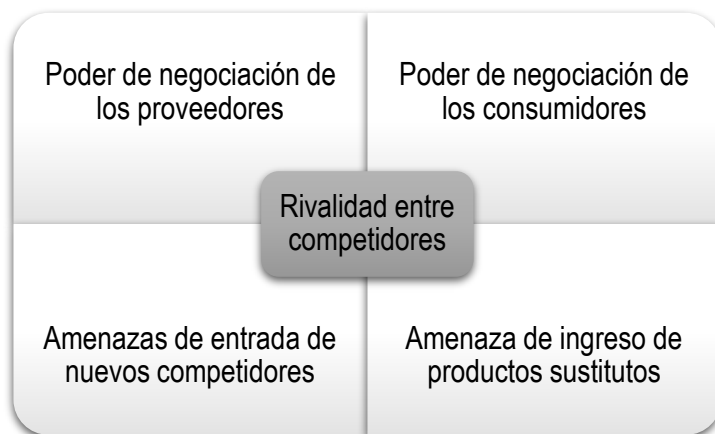 Poder de negociación de
los proveedores
Poder de negociación de
los consumidores
Rivalidad entre
competidores
Amenazas de entrada de
nuevos competidores
Amenaza de ingreso de
productos sustitutos